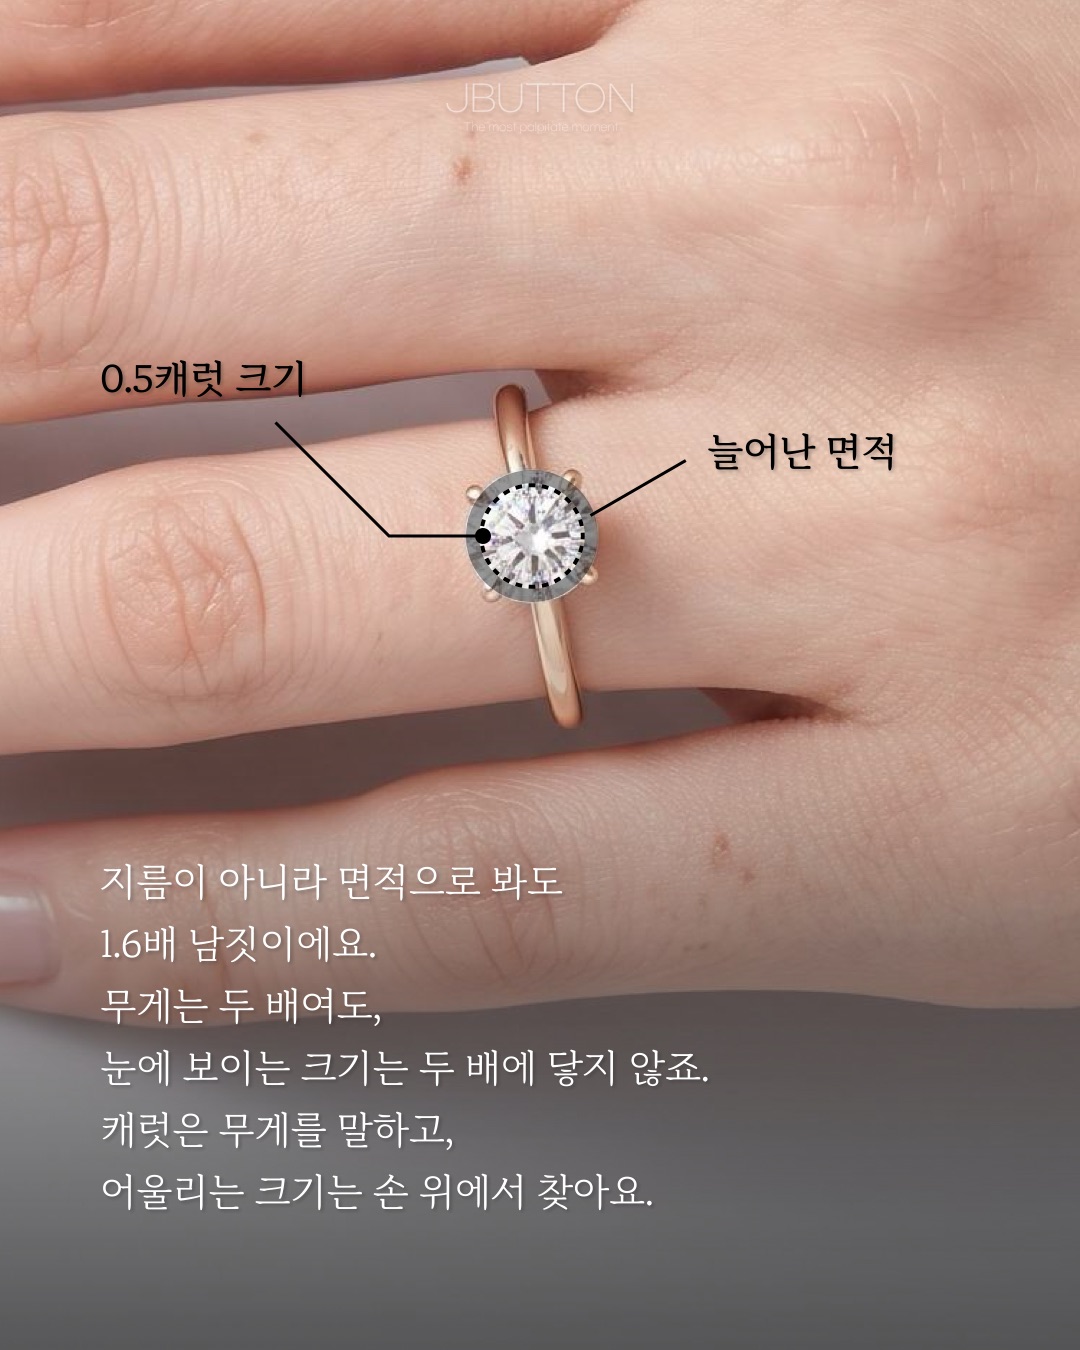 JBUTTON
The most palpitate moment
0.5캐럿 크기
늘어난 면적
지름이 아니라 면적으로 봐도
1.6배 남짓이에요.
무게는 두 배여도,
눈에 보이는 크기는 두 배에 닿지 않죠.
캐럿은 무게를 말하고,
어울리는 크기는 손 위에서 찾아요.